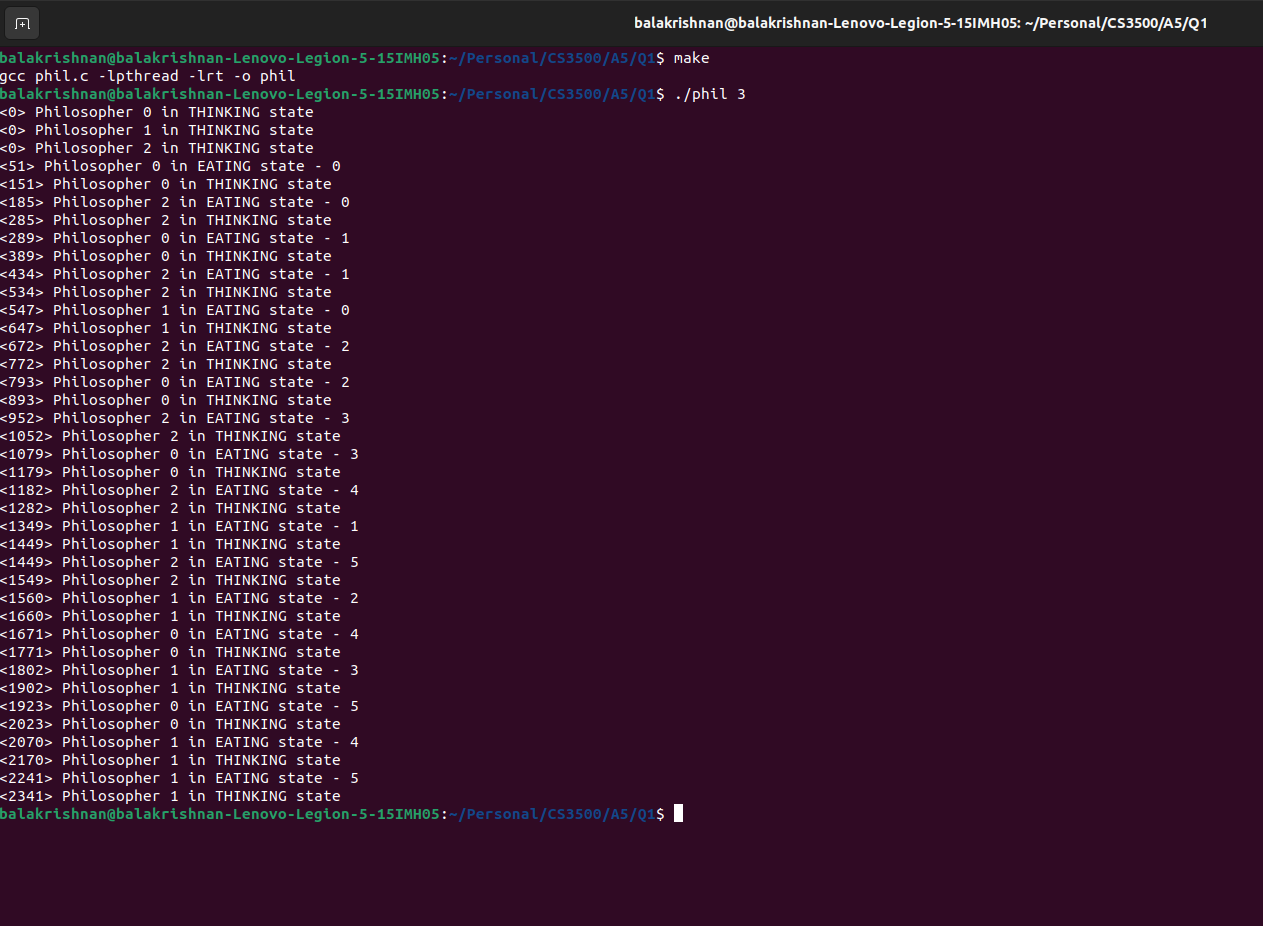 balakrishnan@balakrishnan-Lenovo-Legion-5-15IMH05: ~/Personal/CS3500/A5/Q1
balakrishnan@balakrishnan-Lenovo-Legion-5-15IMH05:~/Personal/CS3500/A5/Q1$ make
gcc phil.c -lpthread -lrt -o phil
balakrishnan@balakrishnan-Lenovo-Legion-5-15IMH05:~/Personal/CS3500/A5/Q1$ ./phil 3
<0> Philosopher 0 in THINKING state
<0> Philosopher 1 in THINKING state
<0> Philosopher 2 in THINKING state
<51> Philosopher 0 in EATING state - 0
<151> Philosopher 0 in THINKING state
<185> Philosopher 2 in EATING state - 0
<285> Philosopher 2 in THINKING state
<289> Philosopher 0 in EATING state - 1
<389> Philosopher 0 in THINKING state
<434> Philosopher 2 in EATING state - 1
<534> Philosopher 2 in THINKING state
<547> Philosopher 1 in EATING state - 0
<647> Philosopher 1 in THINKING state
<672> Philosopher 2 in EATING state - 2
<772> Philosopher 2 in THINKING state
<793> Philosopher 0 in EATING state - 2
<893> Philosopher 0 in THINKING state
<952> Philosopher 2 in EATING state - 3
<1052> Philosopher 2 in THINKING state
<1079> Philosopher 0 in EATING state - 3
<1179> Philosopher 0 in THINKING state
<1182> Philosopher 2 in EATING state - 4
<1282> Philosopher 2 in THINKING state
<1349> Philosopher 1 in EATING state - 1
<1449> Philosopher 1 in THINKING state
<1449> Philosopher 2 in EATING state - 5
<1549> Philosopher 2 in THINKING state
<1560> Philosopher 1 in EATING state - 2
<1660> Philosopher 1 in THINKING state
<1671> Philosopher 0 in EATING state - 4
<1771> Philosopher 0 in THINKING state
<1802> Philosopher 1 in EATING state - 3
<1902> Philosopher 1 in THINKING state
<1923> Philosopher 0 in EATING state - 5
<2023> Philosopher 0 in THINKING state
<2070> Philosopher 1 in EATING state - 4
<2170> Philosopher 1 in THINKING state
<2241> Philosopher 1 in EATING state - 5
<2341> Philosopher 1 in THINKING state
balakrishnan@balakrishnan-Lenovo-Legion-5-15IMH05:~/Personal/CS3500/A5/Q1$